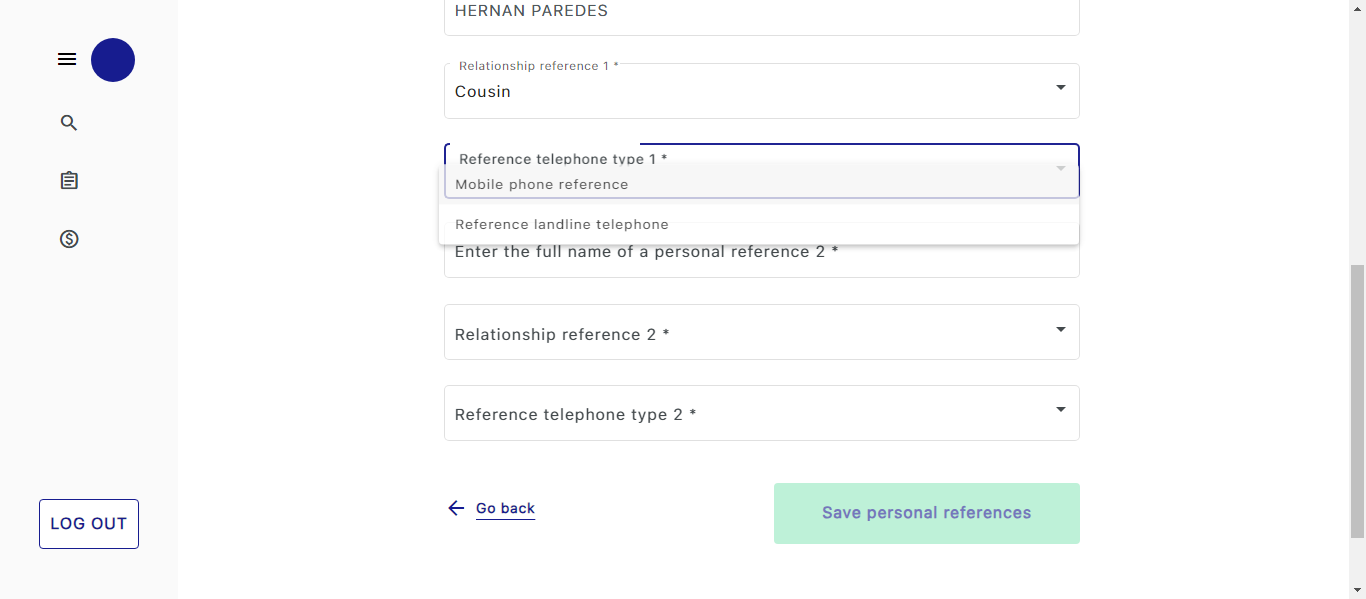 HERNAN PAREDES
Relationship reference 1 *
Cousin
Reference telephone type 1 *
Mobile phone reference
Reference landline telephone
Enter the full name of a personal reference 2 *
Relationship reference 2 *
Reference telephone type 2 *
Go back
Save personal references
LOG OUT